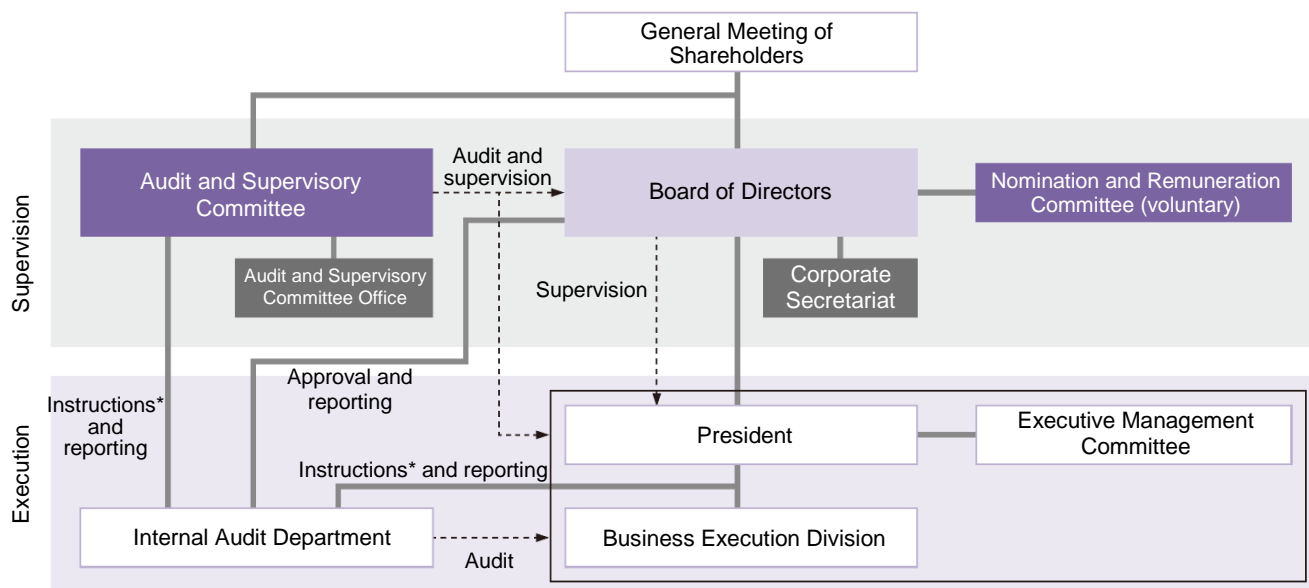 General Meeting of
Shareholders
Supervision
Audit and Supervisory
Committee
Audit and
supervision
Board of Directors
Nomination and Remuneration
Committee (voluntary)
Audit and Supervisory
Committee Office
Supervision
Corporate
Secretariat
Execution
Instructions*
and
reporting
Approval and
reporting
President
Executive Management
Committee
Instructions* and reporting
Internal Audit Department
Audit
Business Execution Division